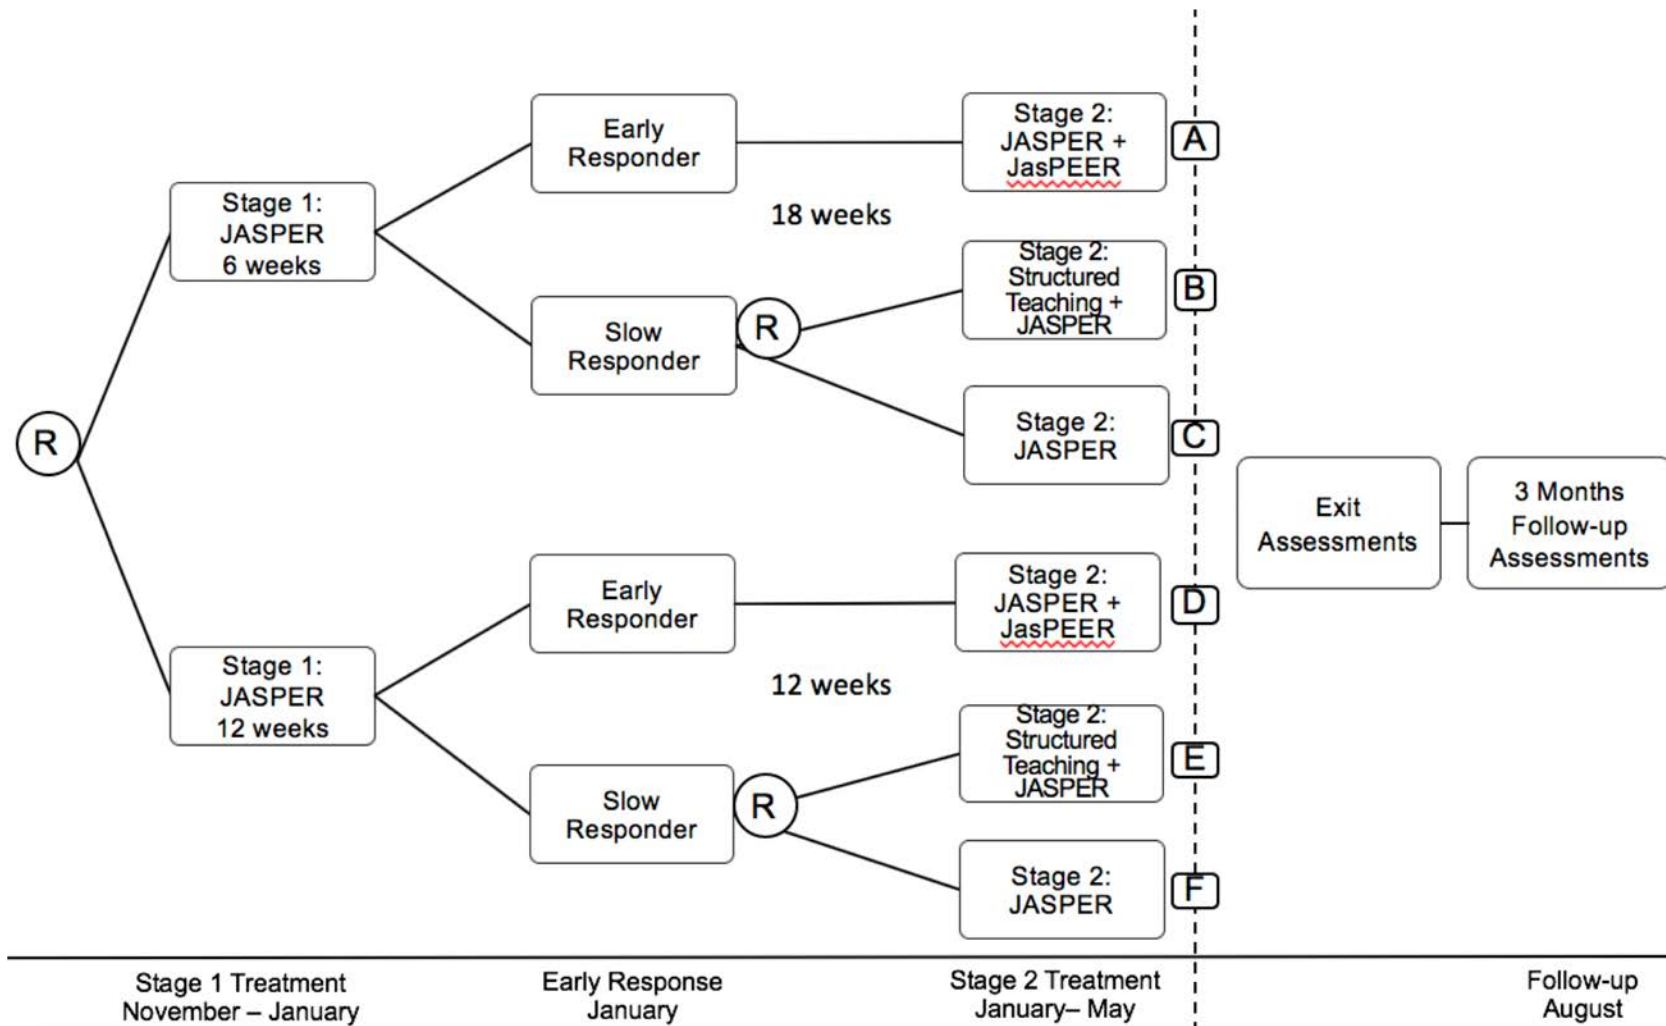 Early
Responder
Stage 2:
JASPER +
JasPEER
A
Stage 1:
JASPER
6 weeks
18 weeks
Slow
Responder
R
Stage 2:
Structured
Teaching +
JASPER
B
Stage 2:
JASPER
C
R
Exit
Assessments
3 Months
Follow-up
Assessments
Early
Responder
Stage 2:
JASPER +
JasPEER
D
Stage 1:
JASPER
12 weeks
12 weeks
Slow
Responder
R
Stage 2:
Structured
Teaching +
JASPER
E
Stage 2:
JASPER
F
Stage 1 Treatment
November – January
Early Response
January
Stage 2 Treatment
January– May
Follow-up
August